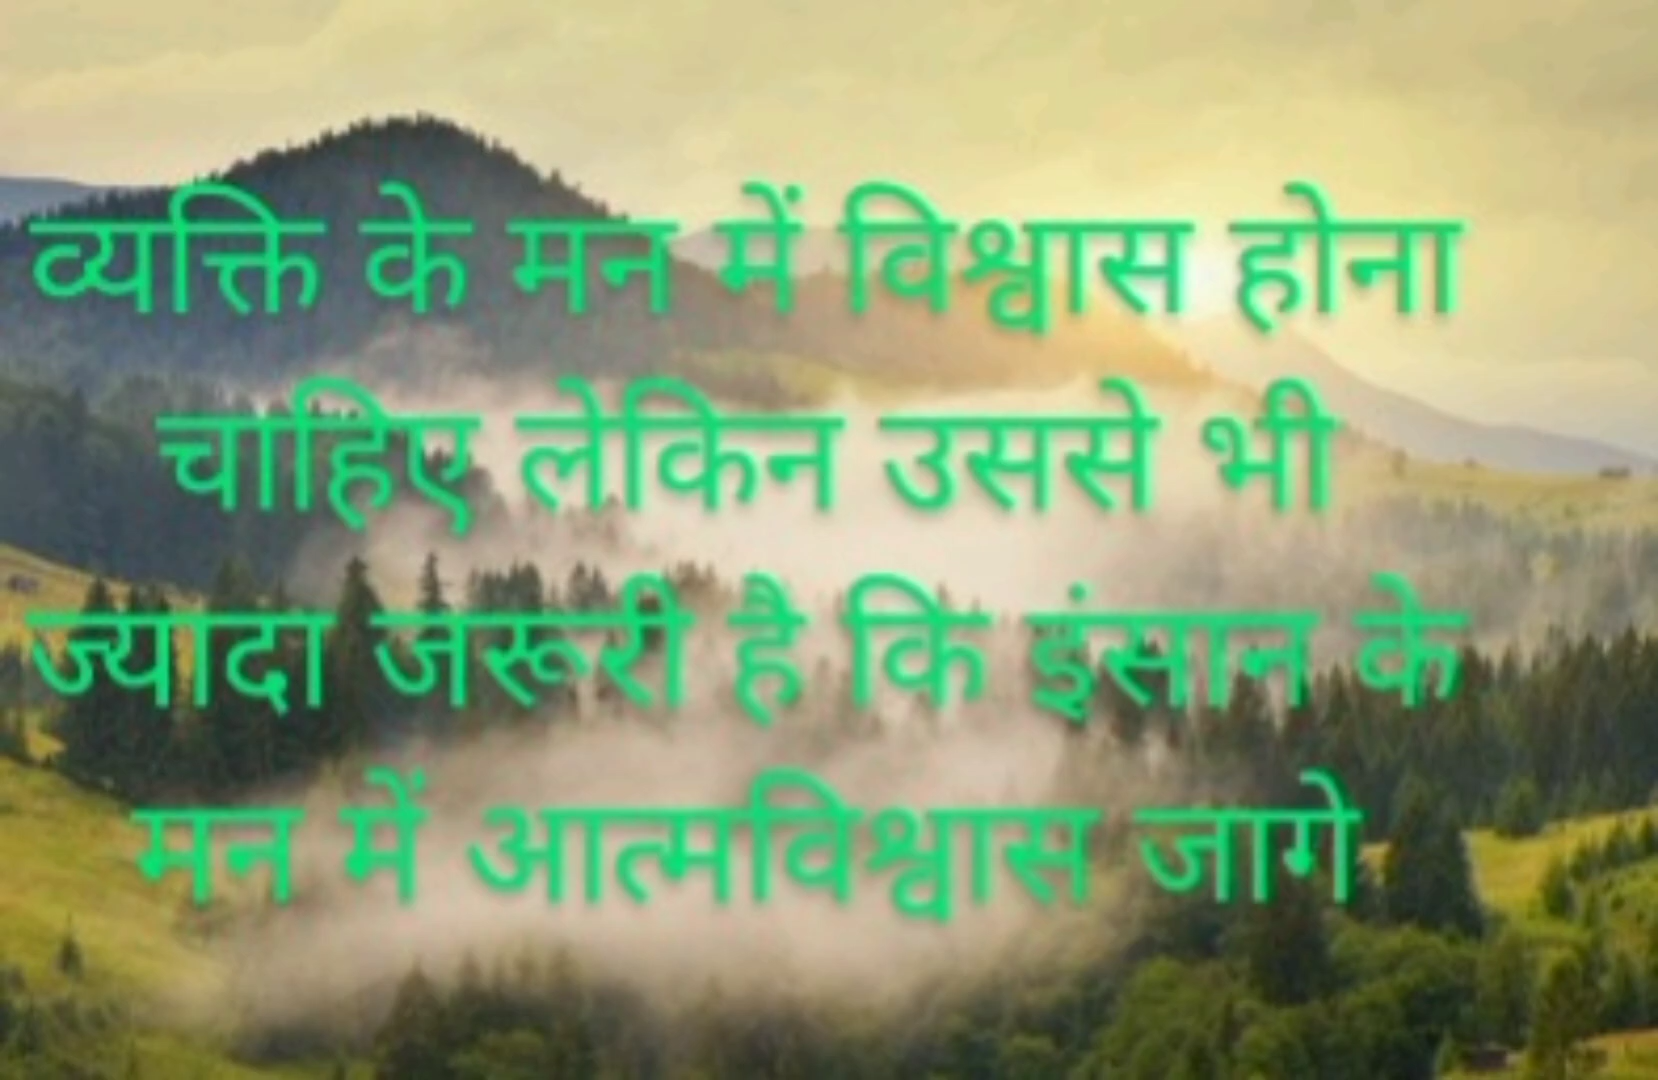 व्यक्ति के मन में विश्वास होना
चाहिए लेकिन उससे भी
ज्यादा जरूरी है कि इंसान के
मन में आत्मविश्वास जागे